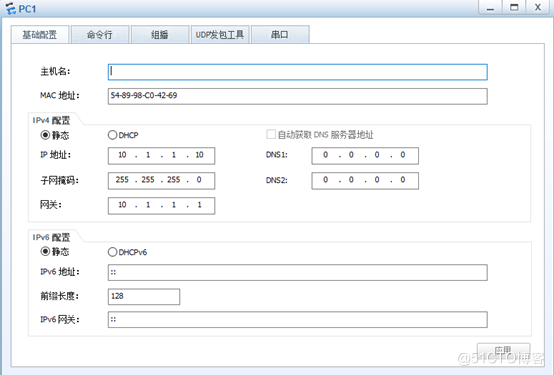 PC1
基础配置 命令行 组播 UDP发包工具 串口
主机名:
MAC 地址: 54-89-98-C0-42-69
IPv4 配置
静态 DHCP 自动获取 DNS 服务器地址
IP 地址: 10 . 1 . 1 . 10 DNS1: 0 . 0 . 0 . 0
子网掩码: 255 . 255 . 255 . 0 DNS2: 0 . 0 . 0 . 0
网关: 10 . 1 . 1 . 1
IPv6 配置
静态 DHCPv6
IPv6 地址: ::
前缀长度: 128
IPv6 网关: ::
应用
@51CTO博客